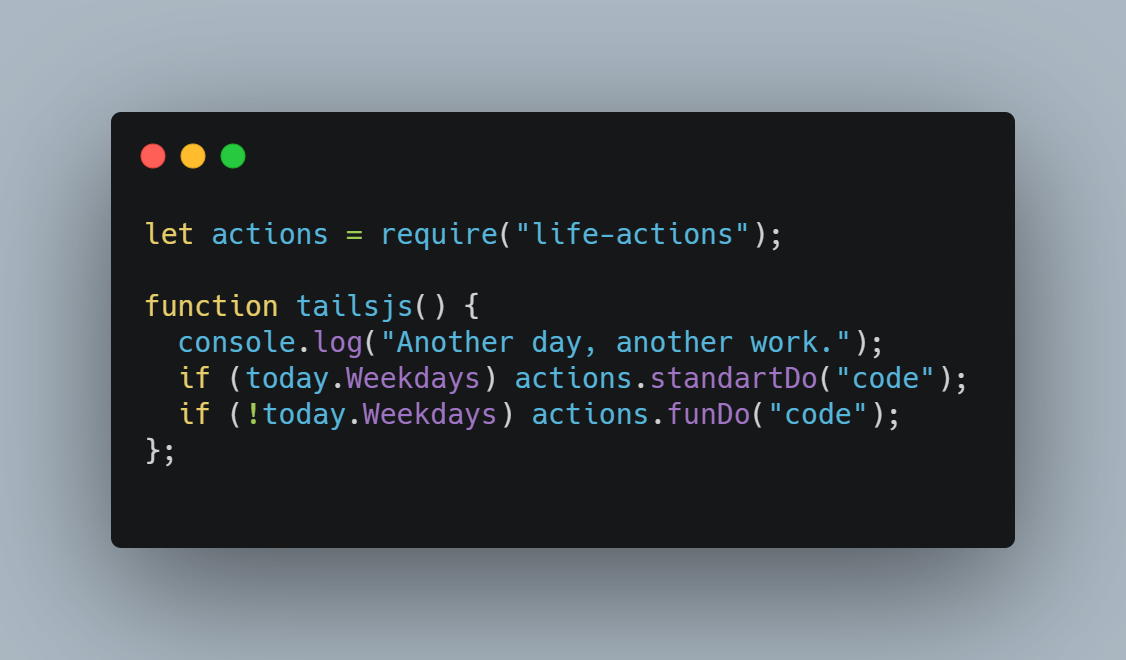 let actions = require("life-actions");
function tailsjs() {
console.log("Another day, another work.");
if (today.Weekdays) actions.standartDo("code");
if (!today.Weekdays) actions.funDo("code");
};